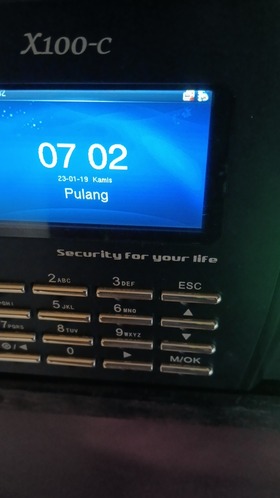 X100-C
07 02
23-01-19 Kamis
Pulang
Security for your life
2ABC 3DEF ESC
5JKL 6MNO ▲
7PRS 8TUV 9WXYZ ▼
◀ 0 ▶ M/OK